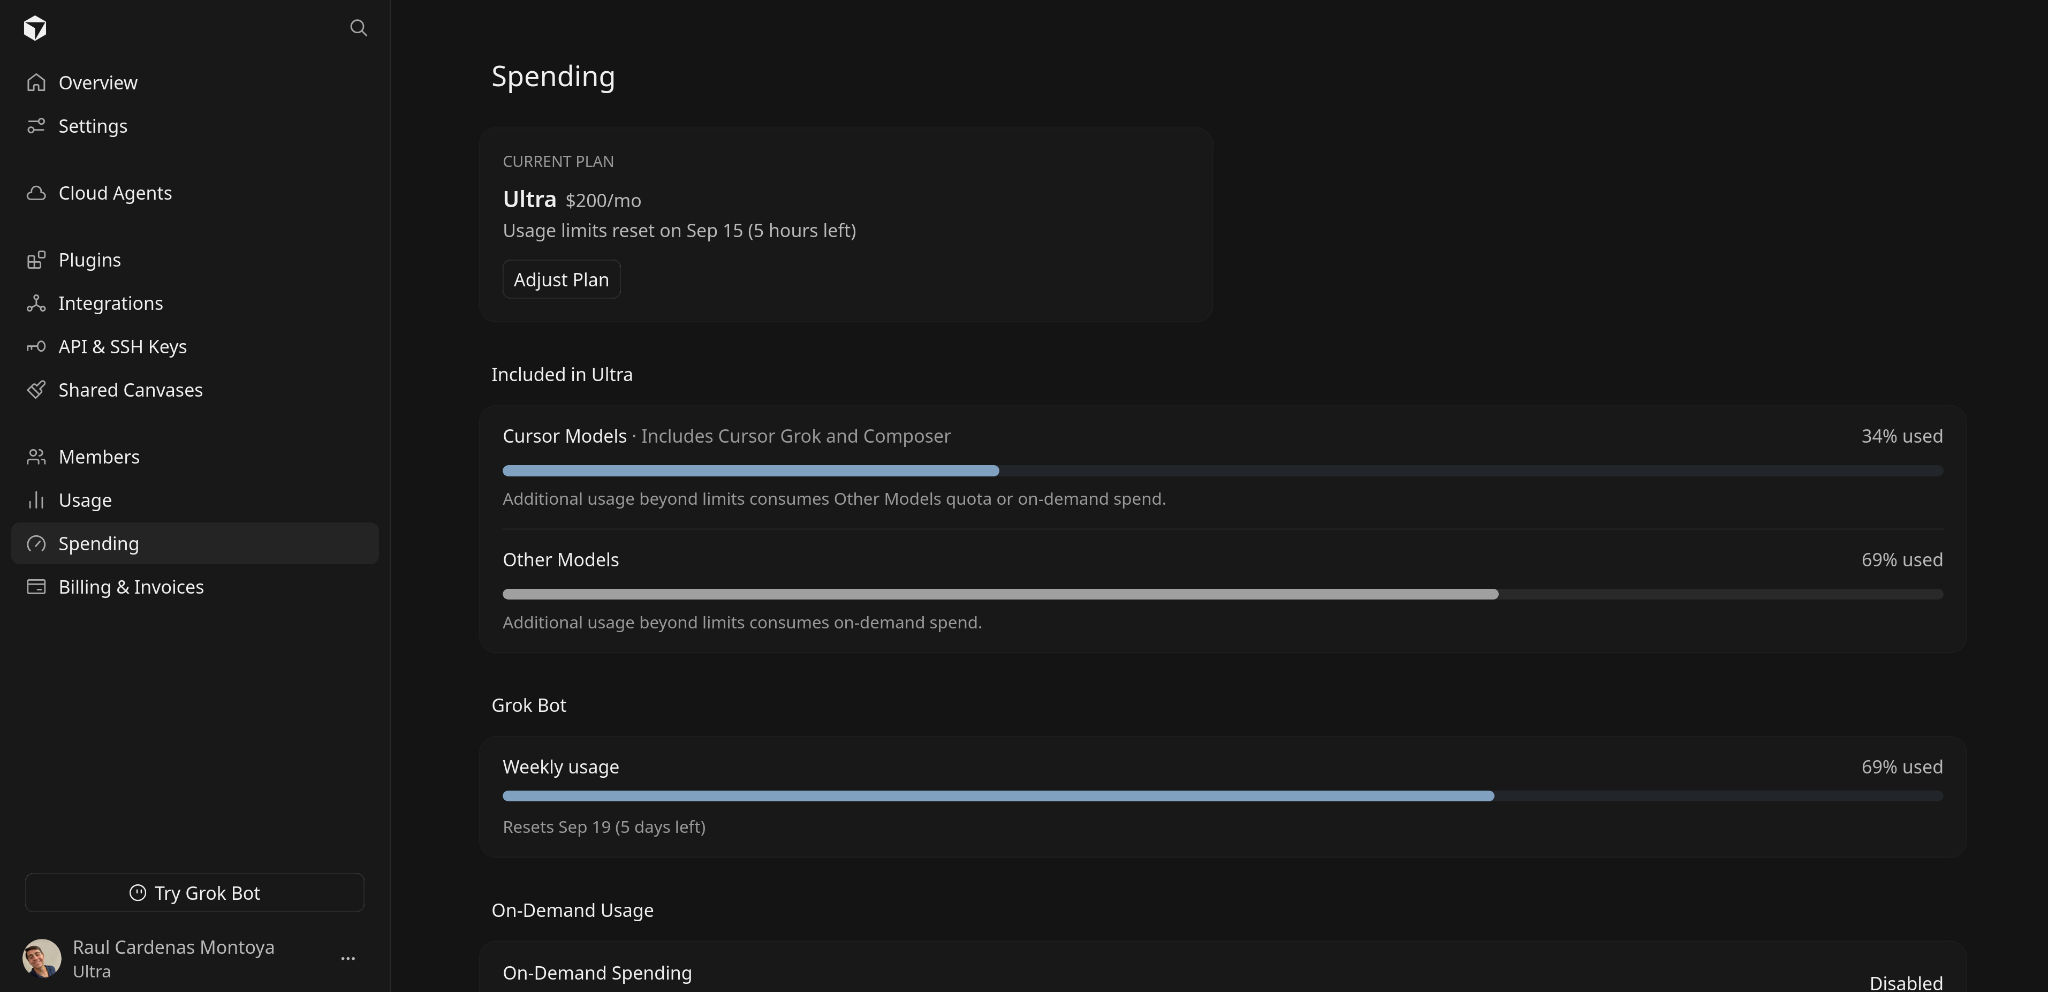 Overview
Settings
Cloud Agents
Plugins
Integrations
API & SSH Keys
Shared Canvases
Members
Usage
Spending
Billing & Invoices
Try Grok Bot
Raul Cardenas Montoya
Ultra
Spending
CURRENT PLAN
Ultra $200/mo
Usage limits reset on Sep 15 (5 hours left)
Adjust Plan
Included in Ultra
Cursor Models · Includes Cursor Grok and Composer 34% used
Additional usage beyond limits consumes Other Models quota or on-demand spend.
Other Models 69% used
Additional usage beyond limits consumes on-demand spend.
Grok Bot
Weekly usage 69% used
Resets Sep 19 (5 days left)
On-Demand Usage
On-Demand Spending
Disabled